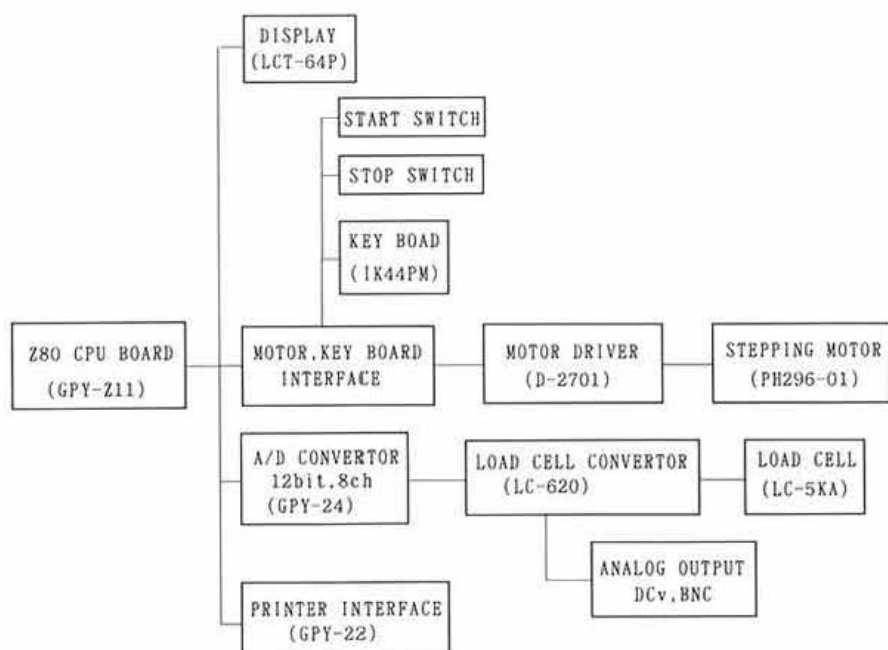 DISPLAY
(LCT-64P)
START SWITCH
STOP SWITCH
KEY BOAD
(IK44PM)
Z80 CPU BOARD
(GPY-Z11)
MOTOR,KEY BOARD
INTERFACE
MOTOR DRIVER
(D-2701)
STEPPING MOTOR
(PH296-01)
A/D CONVERTOR
12bit,8ch
(GPY-24)
LOAD CELL CONVERTOR
(LC-620)
LOAD CELL
(LC-5KA)
ANALOG OUTPUT
DCv,BNC
PRINTER INTERFACE
(GPY-22)